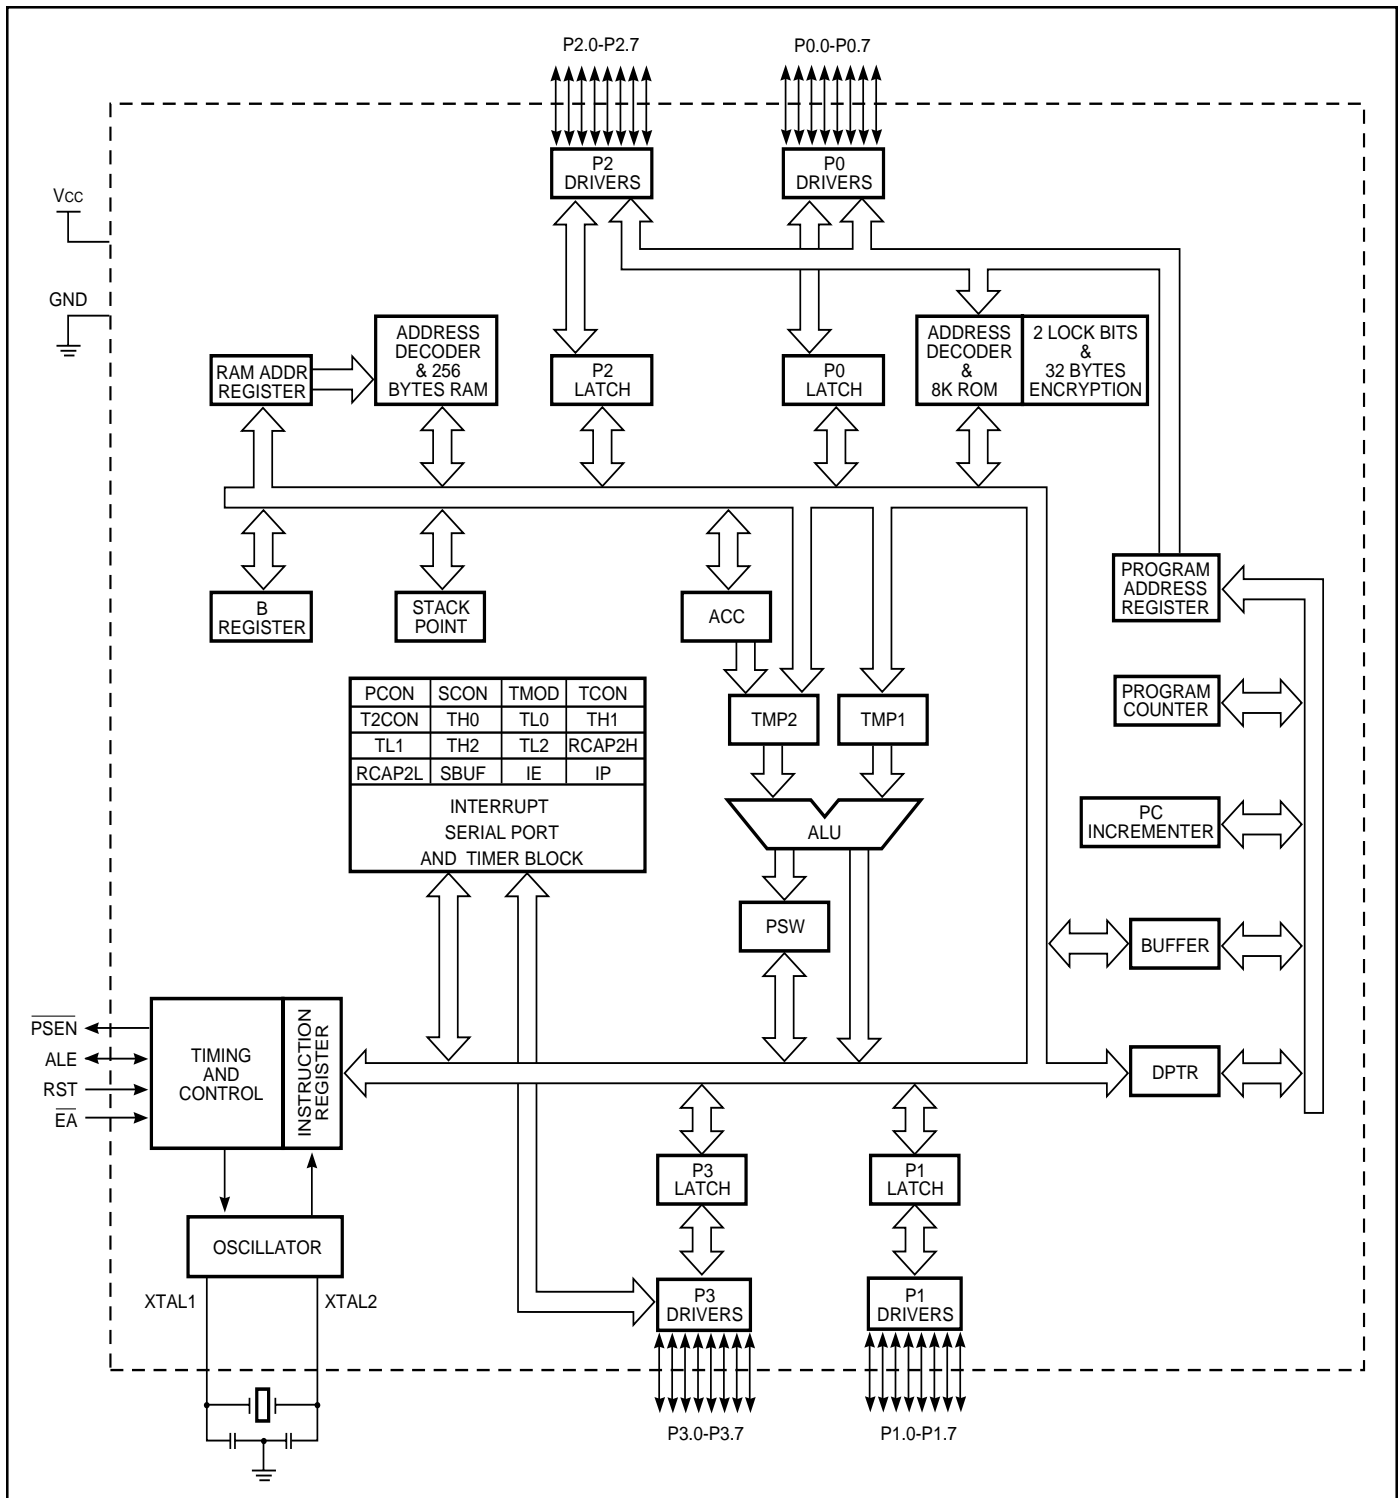 P2.0-P2.7
P0.0-P0.7
P2
DRIVERS
P0
DRIVERS
Vcc
GND
RAM ADDR
REGISTER
ADDRESS
DECODER
& 256
BYTES RAM
P2
LATCH
P0
LATCH
ADDRESS
DECODER
&
8K ROM
2 LOCK BITS
&
32 BYTES
ENCRYPTION
B
REGISTER
STACK
POINT
ACC
PROGRAM
ADDRESS
REGISTER
PCON SCON TMOD TCON
T2CON TH0 TL0 TH1
TL1 TH2 TL2 RCAP2H
RCAP2L SBUF IE IP
INTERRUPT
SERIAL PORT
AND TIMER BLOCK
TMP2
TMP1
PROGRAM
COUNTER
ALU
PC
INCREMENTER
PSW
BUFFER
PSEN
ALE
RST
EA
TIMING
AND
CONTROL
INSTRUCTION
REGISTER
DPTR
P3
LATCH
P1
LATCH
OSCILLATOR
XTAL1
XTAL2
P3
DRIVERS
P1
DRIVERS
P3.0-P3.7
P1.0-P1.7